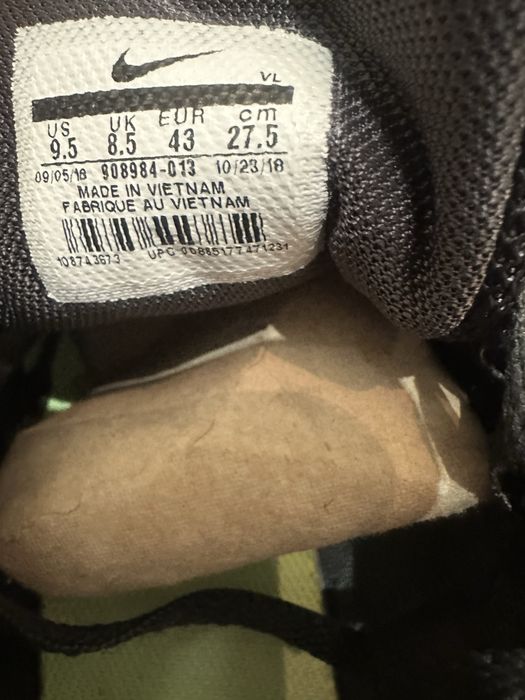 VL
US UK EUR cm
9.5 8.5 43 27.5
09/05/18 908984-013 10/23/18
MADE IN VIETNAM
FABRIQUE AU VIETNAM
UPC 00885177471231